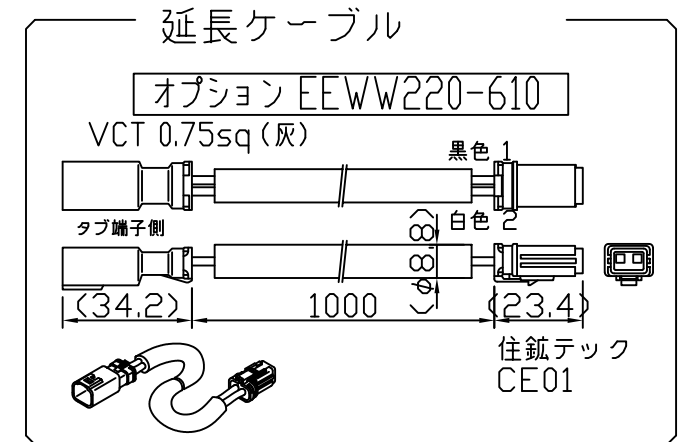 延長ケーブル
オプション EEWW220-610
VCT 0.75sq(灰)
黒色 1
タブ端子側
白色 2
(φ8.8)
(34.2)
1000
(23.4)
住鉱テック
CE01